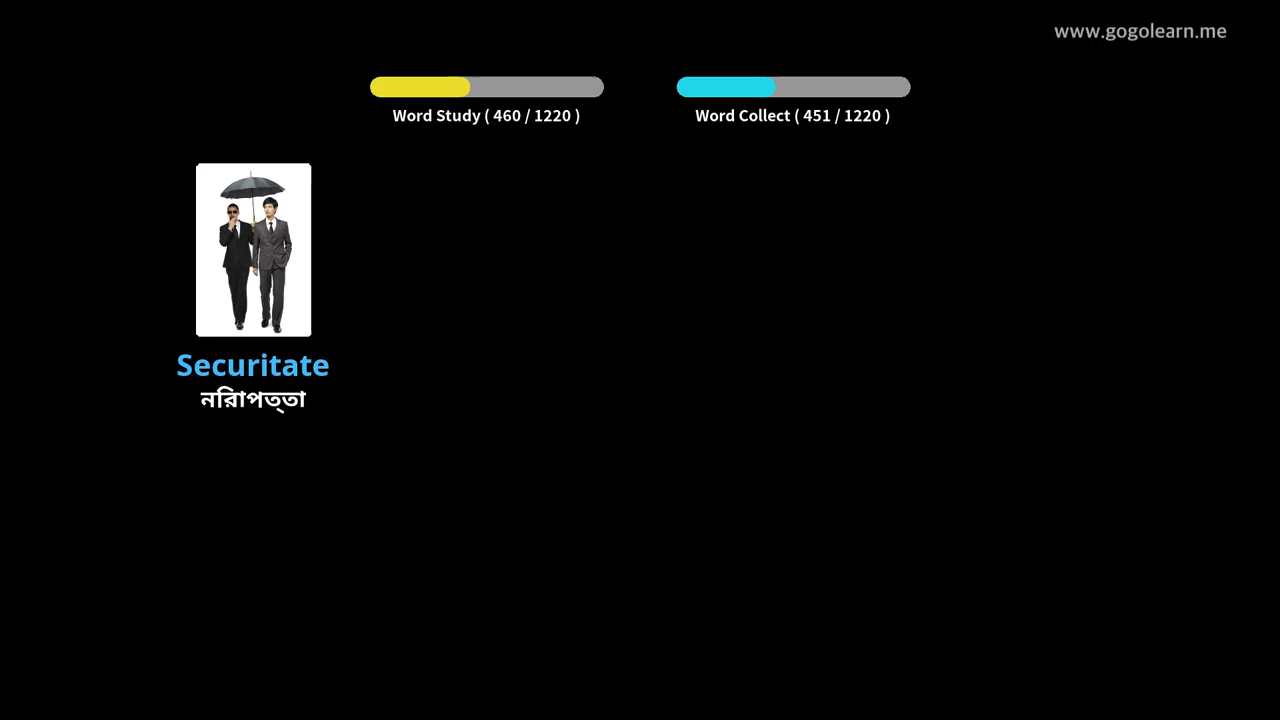 www.gogolearn.me
Word Study ( 460 / 1220 )
Word Collect ( 451 / 1220 )
Securitate
নিরাপত্তা